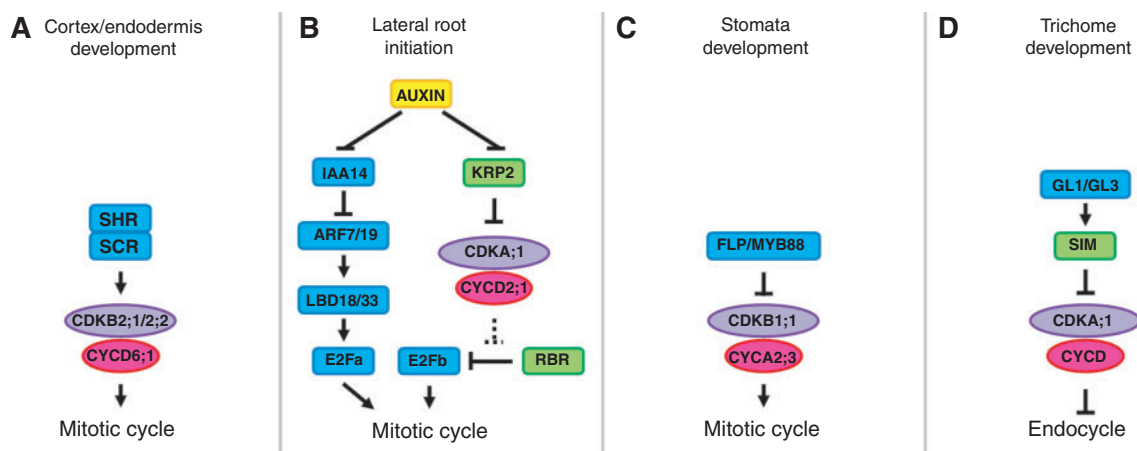 A
Cortex/endodermis
development
SHR
SCR
CDKB2;1/2;2
CYCD6;1
Mitotic cycle
B
Lateral root
initiation
AUXIN
IAA14
KRP2
ARF7/19
CDKA;1
CYCD2;1
LBD18/33
E2Fa
E2Fb
RBR
Mitotic cycle
C
Stomata
development
FLP/MYB88
CDKB1;1
CYCA2;3
Mitotic cycle
D
Trichome
development
GL1/GL3
SIM
CDKA;1
CYCD
Endocycle